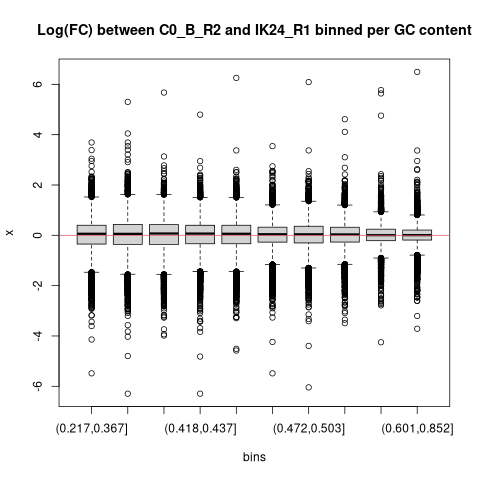 Log(FC) between C0_B_R2 and IK24_R1 binned per GC content
6
4
2
0
-2
-4
-6
x
(0.217,0.367] (0.418,0.437] (0.472,0.503] (0.601,0.852]
bins